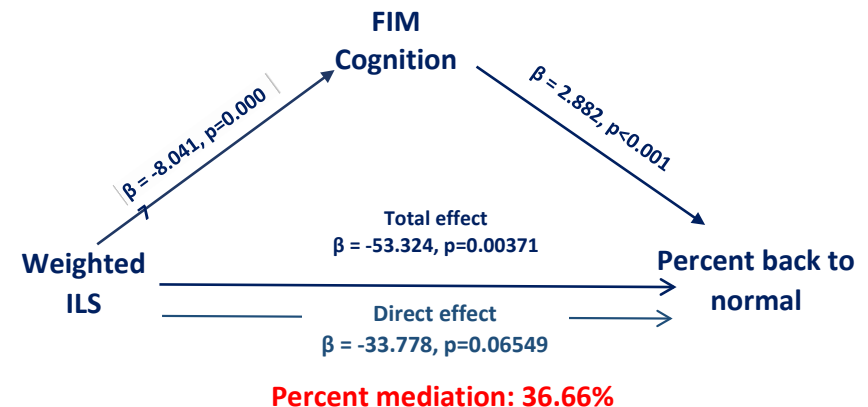 FIM
Cognition
β = -8.041, p=0.000
7
β = 2.882, p<0.001
Total effect
β = -53.324, p=0.00371
Weighted
ILS
Percent back to
normal
Direct effect
β = -33.778, p=0.06549
Percent mediation: 36.66%